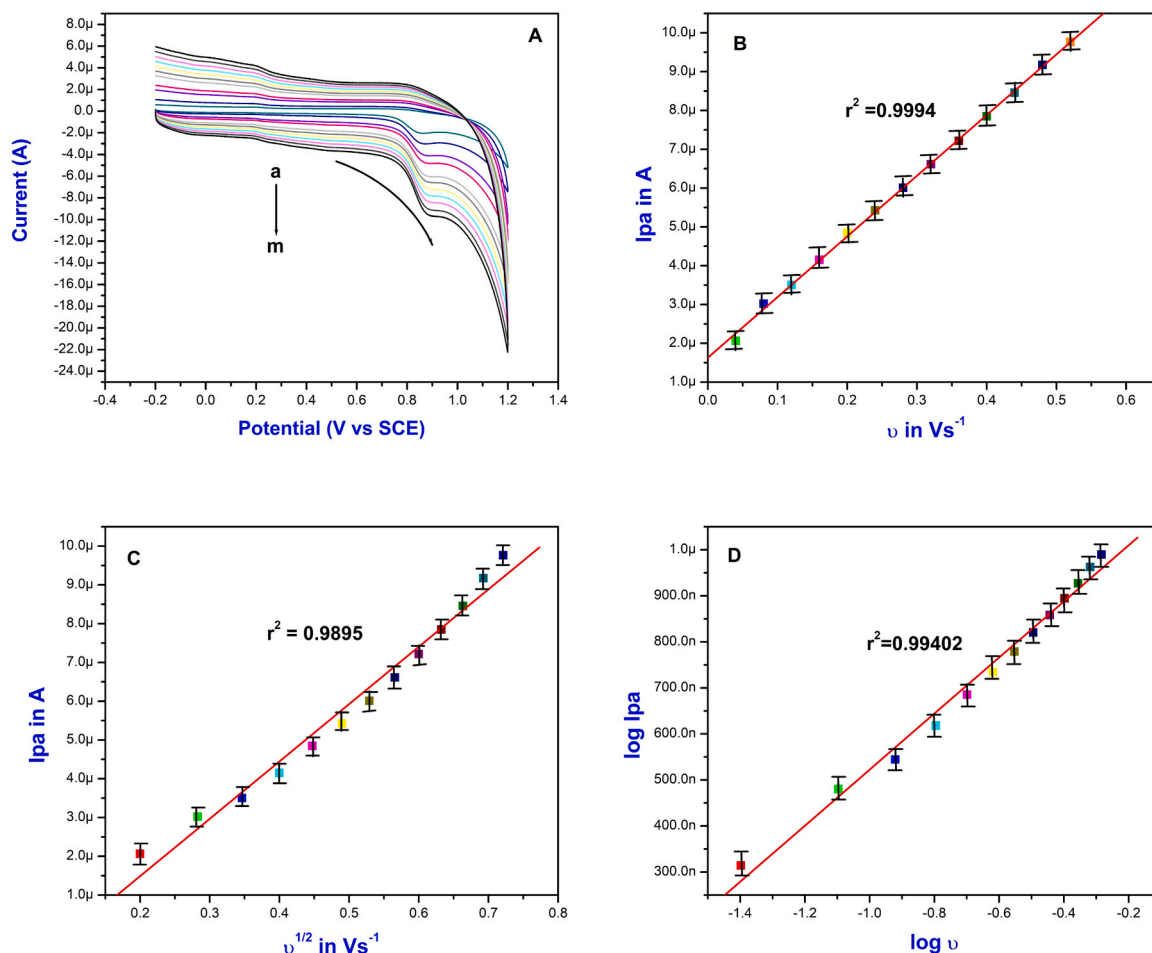 A
8.0µ
6.0µ
4.0µ
2.0µ
0.0
-2.0µ
-4.0µ
-6.0µ
-8.0µ
-10.0µ
-12.0µ
-14.0µ
-16.0µ
-18.0µ
-20.0µ
-22.0µ
-24.0µ
Current (A)
a
m
-0.4 -0.2 0.0 0.2 0.4 0.6 0.8 1.0 1.2 1.4
Potential (V vs SCE)
B
r² =0.9994
10.0µ
9.0µ
8.0µ
7.0µ
6.0µ
5.0µ
4.0µ
3.0µ
2.0µ
1.0µ
Ipa in A
0.0 0.1 0.2 0.3 0.4 0.5 0.6
υ in Vs⁻¹
C
r² = 0.9895
10.0µ
9.0µ
8.0µ
7.0µ
6.0µ
5.0µ
4.0µ
3.0µ
2.0µ
1.0µ
Ipa in A
0.2 0.3 0.4 0.5 0.6 0.7 0.8
υ¹/² in Vs⁻¹
D
r²=0.99402
1.0µ
900.0n
800.0n
700.0n
600.0n
500.0n
400.0n
300.0n
log Ipa
-1.4 -1.2 -1.0 -0.8 -0.6 -0.4 -0.2
log υ